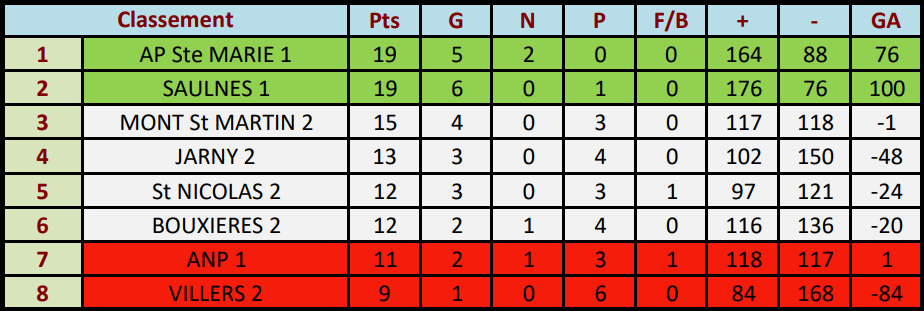 Classement Pts G N P F/B + - GA
1 AP Ste MARIE 1 19 5 2 0 0 164 88 76
2 SAULNES 1 19 6 0 1 0 176 76 100
3 MONT St MARTIN 2 15 4 0 3 0 117 118 -1
4 JARNY 2 13 3 0 4 0 102 150 -48
5 St NICOLAS 2 12 3 0 3 1 97 121 -24
6 BOUXIERES 2 12 2 1 4 0 116 136 -20
7 ANP 1 11 2 1 3 1 118 117 1
8 VILLERS 2 9 1 0 6 0 84 168 -84